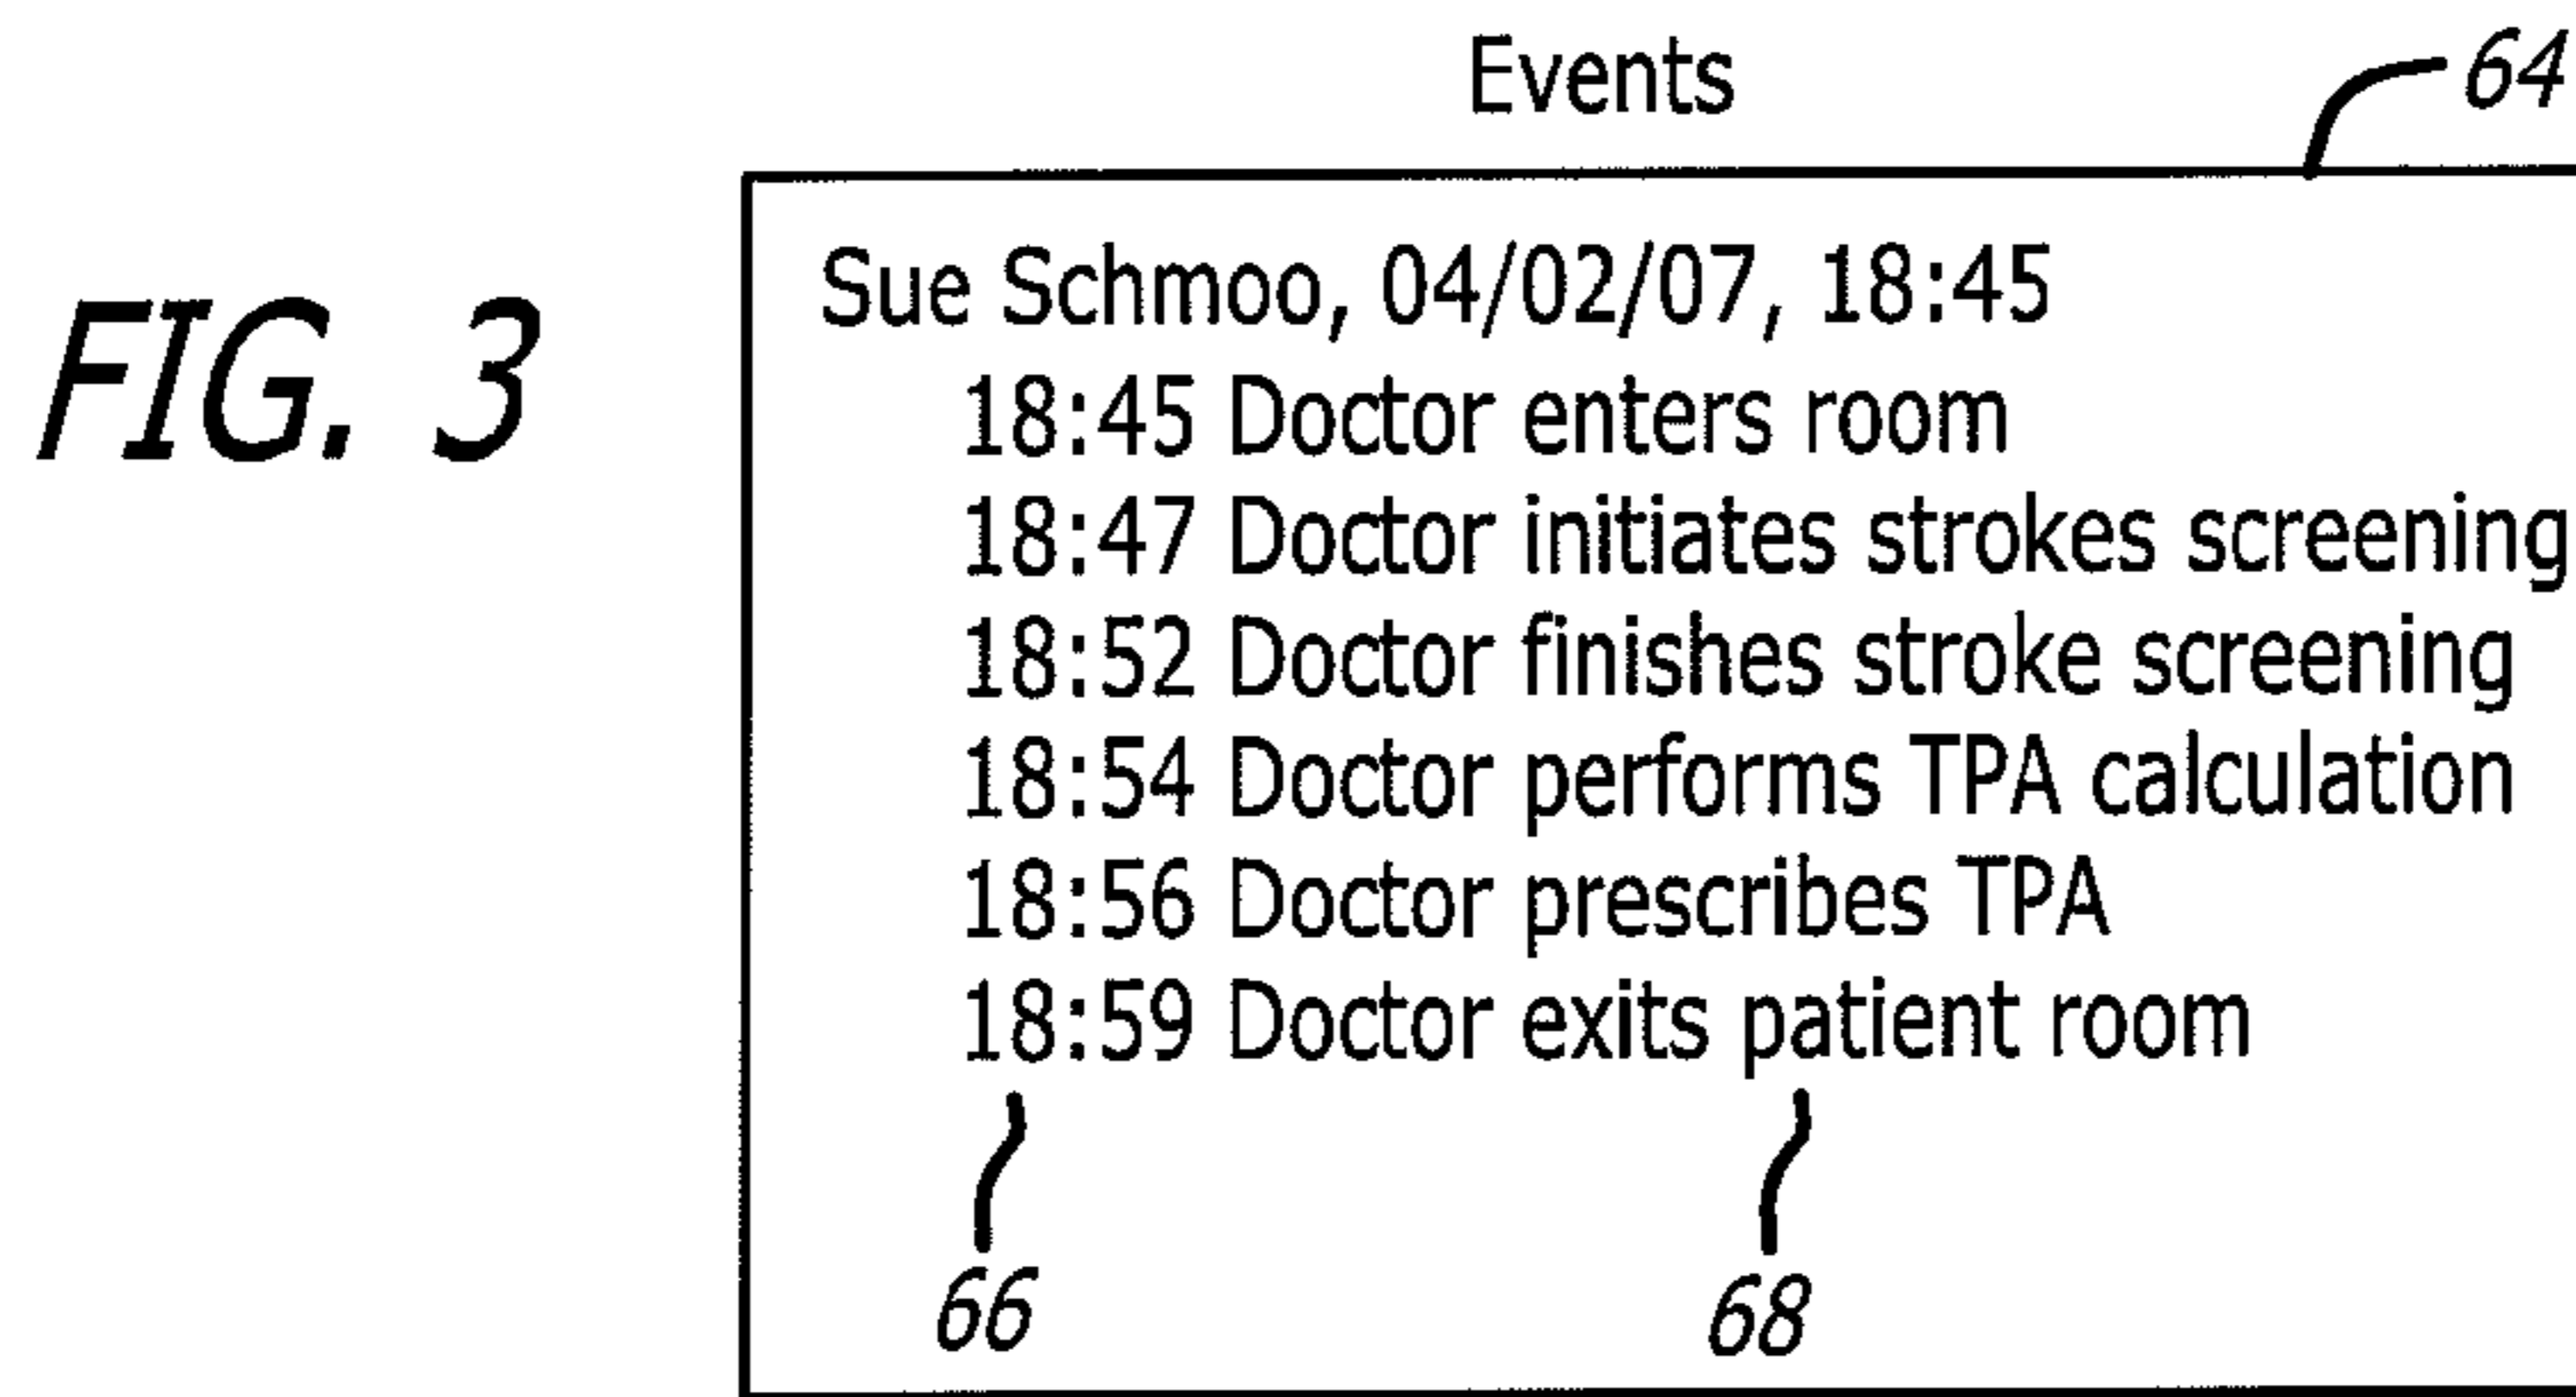 Events
64
FIG. 3
Sue Schmoo, 04/02/07, 18:45
18:45 Doctor enters room
18:47 Doctor initiates strokes screening
18:52 Doctor finishes stroke screening
18:54 Doctor performs TPA calculation
18:56 Doctor prescribes TPA
18:59 Doctor exits patient room
66
68